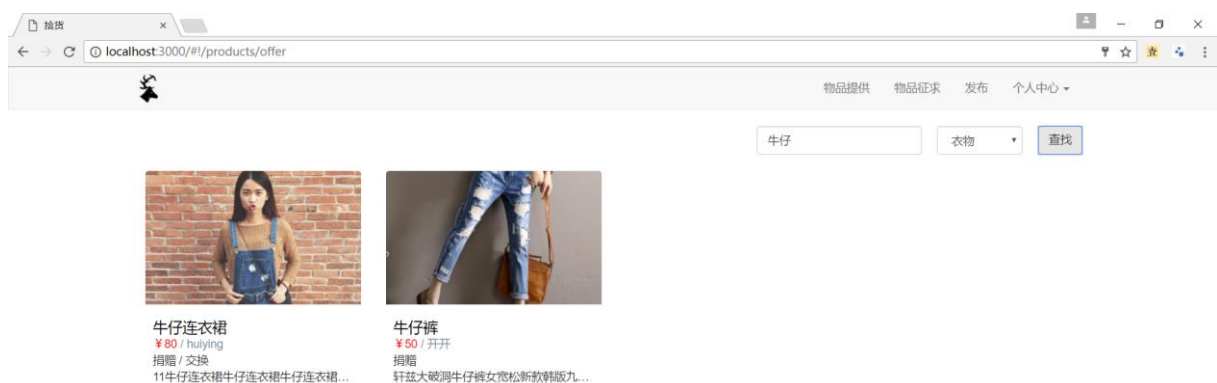 拾货
localhost:3000/#!/products/offer
物品提供 物品征求 发布 个人中心
牛仔 衣物 查找
牛仔连衣裙
¥80 / huiying
捐赠 / 交换
11牛仔连衣裙牛仔连衣裙牛仔连衣裙...
牛仔裤
¥50 / 开开
捐赠
轩兹大破洞牛仔裤女宽松新款韩版九...